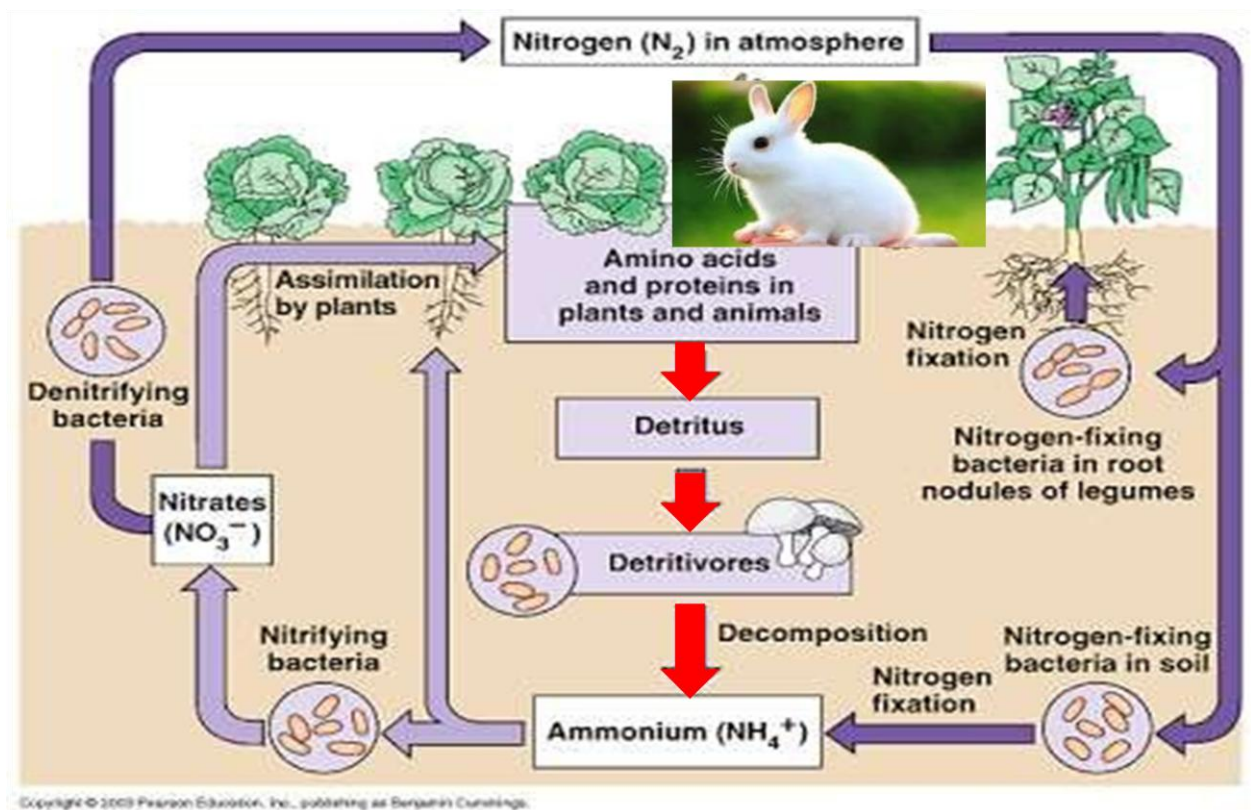 Nitrogen (N₂) in atmosphere
Assimilation
by plants
Amino acids
and proteins in
plants and animals
Nitrogen
fixation
Denitrifying
bacteria
Detritus
Nitrogen-fixing
bacteria in root
nodules of legumes
Nitrates
(NO₃⁻)
Detritivores
Nitrifying
bacteria
Decomposition
Nitrogen-fixing
bacteria in soil
Nitrogen
fixation
Ammonium (NH₄⁺)
Copyright © 2003 Pearson Education, Inc., publishing as Benjamin Cummings.